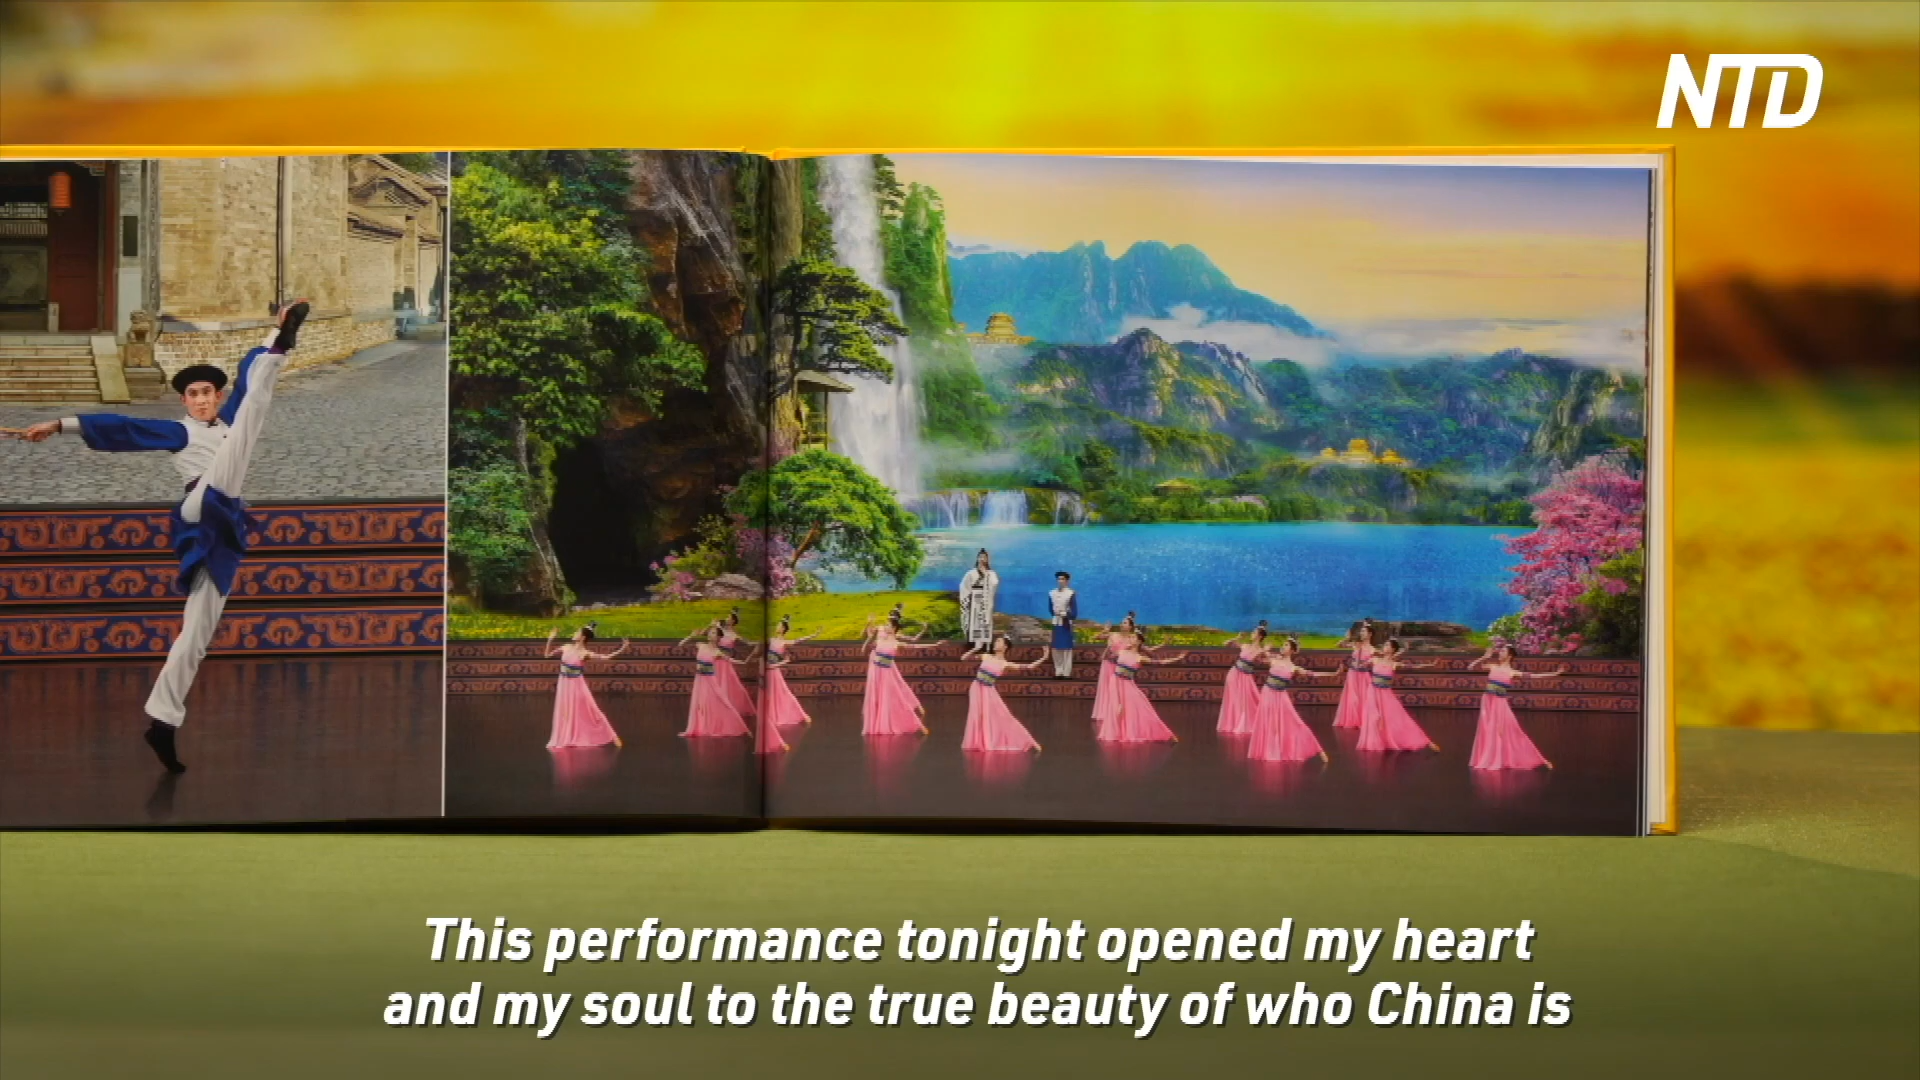 NTD
This performance tonight opened my heart
and my soul to the true beauty of who China is